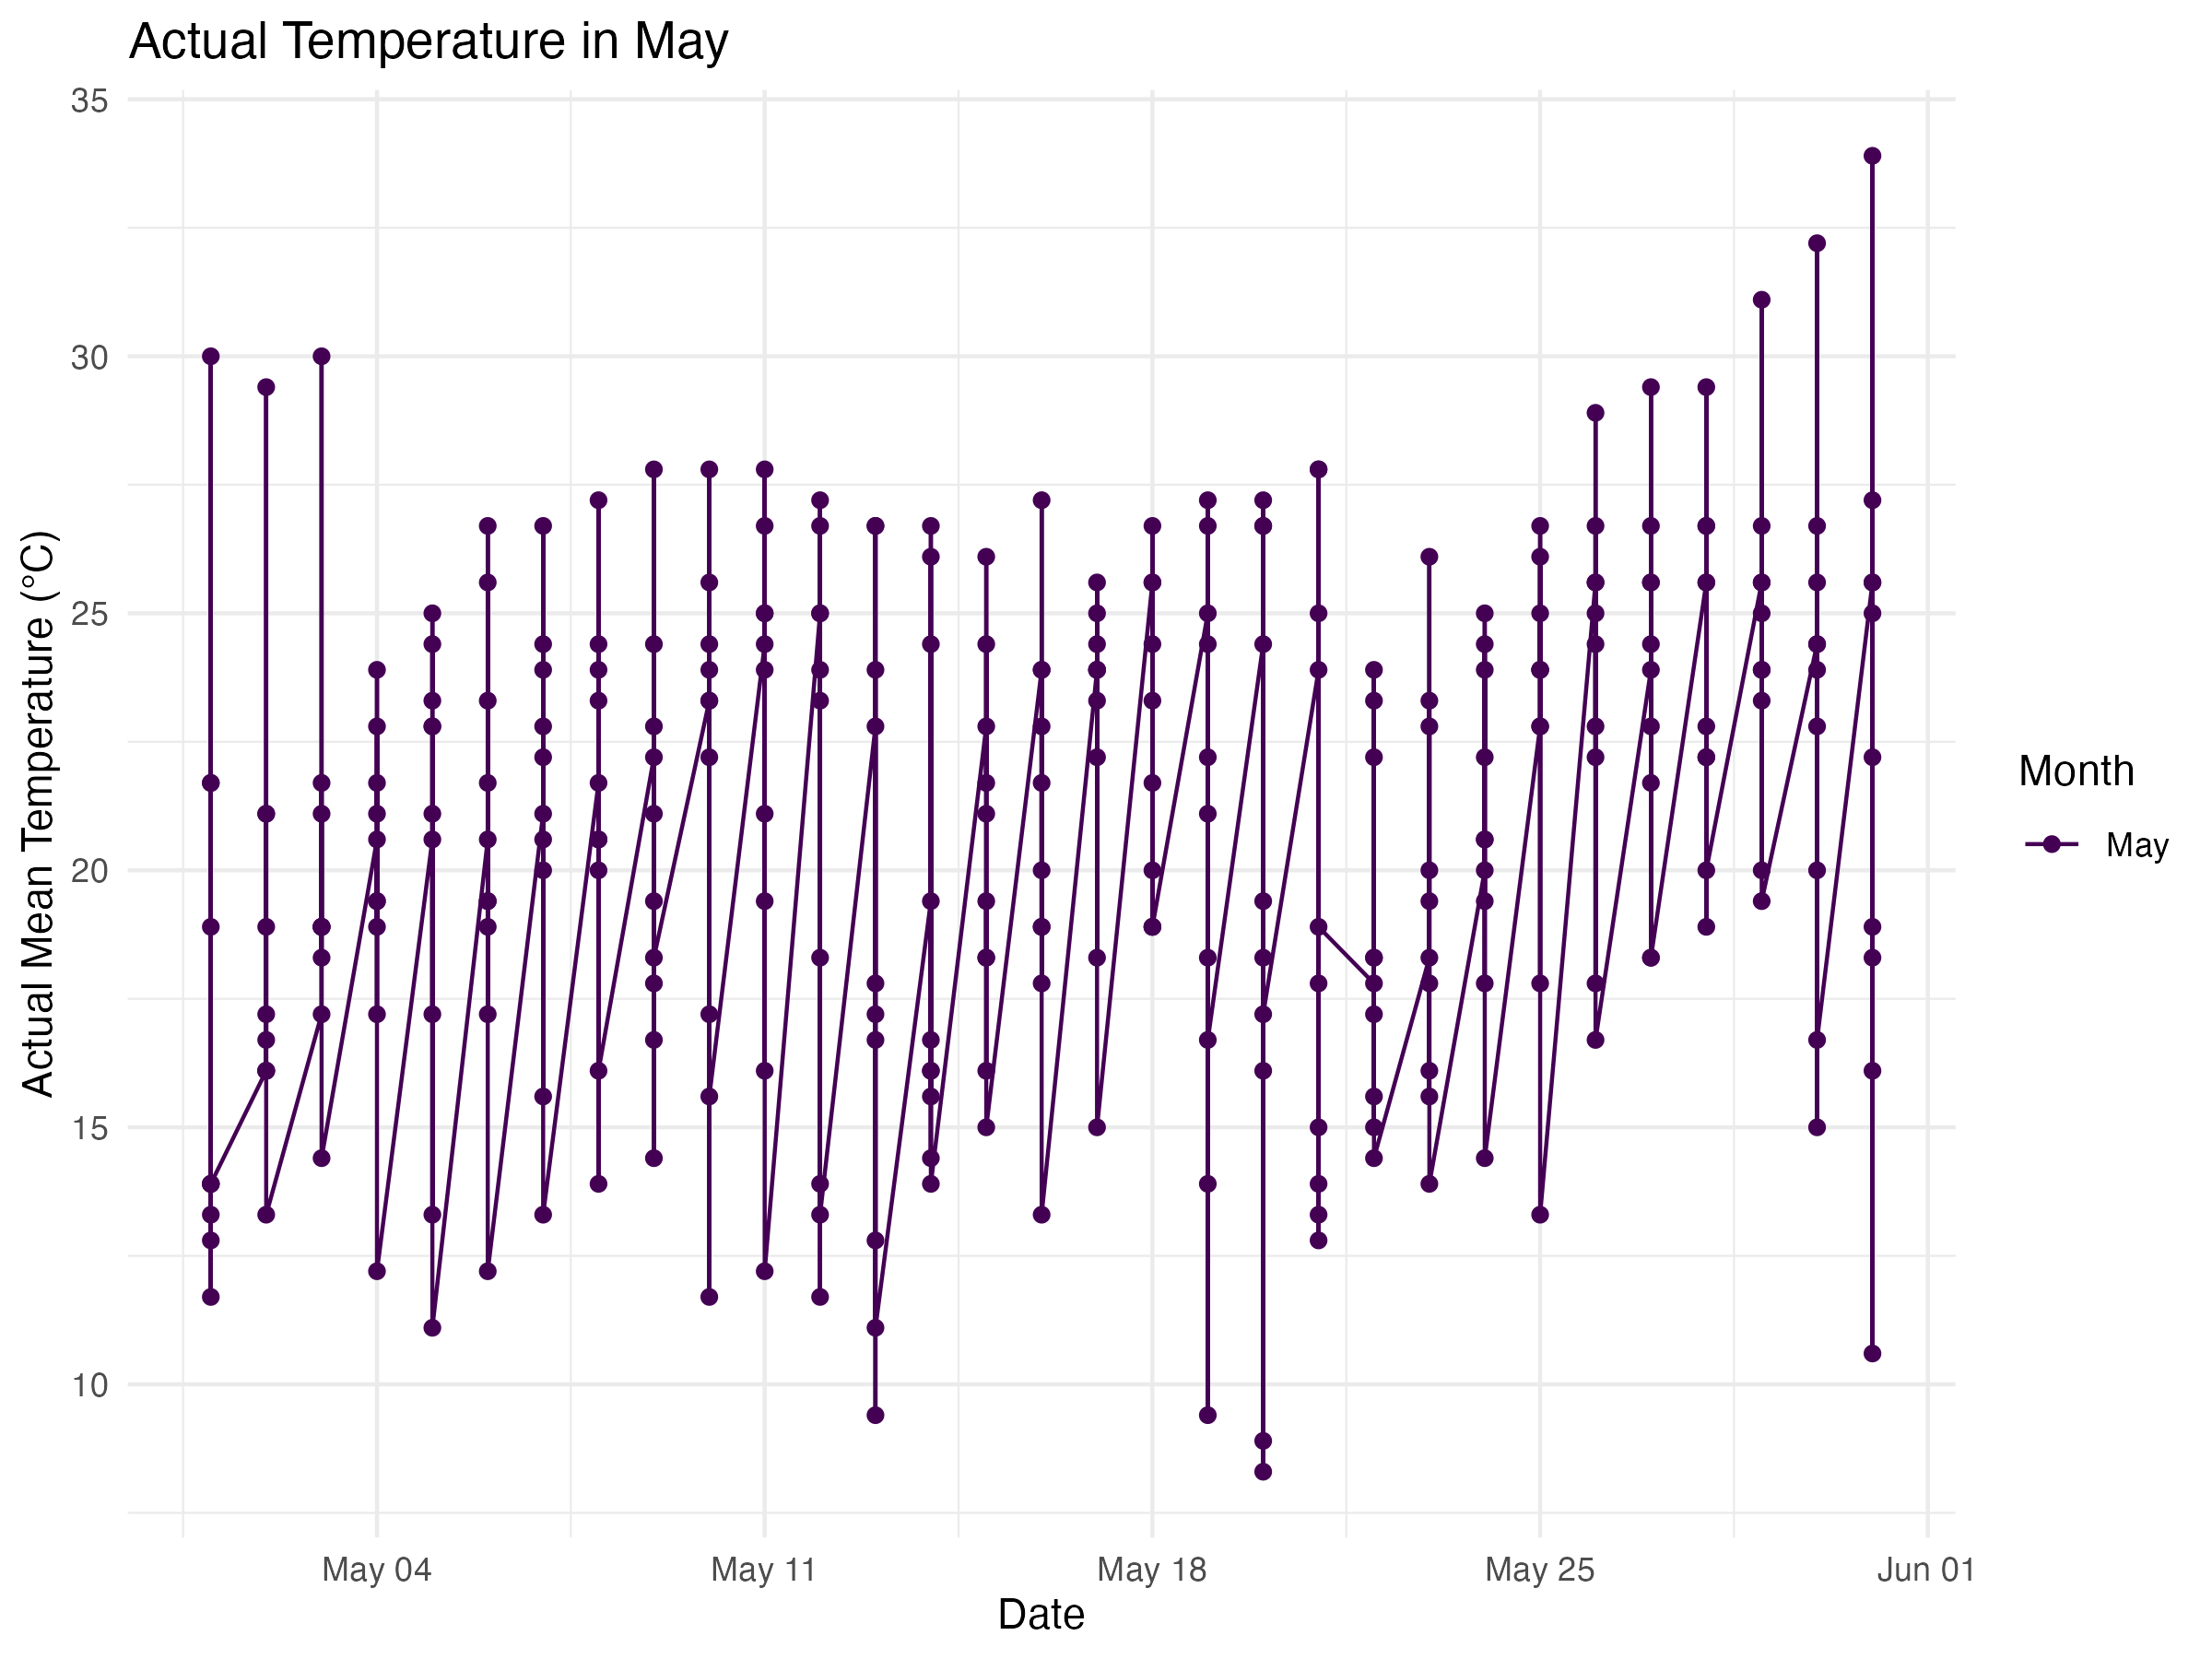 Actual Temperature in May
Actual Mean Temperature (°C)
35
30
25
20
15
10
May 04
May 11
May 18
May 25
Jun 01
Date
Month
May